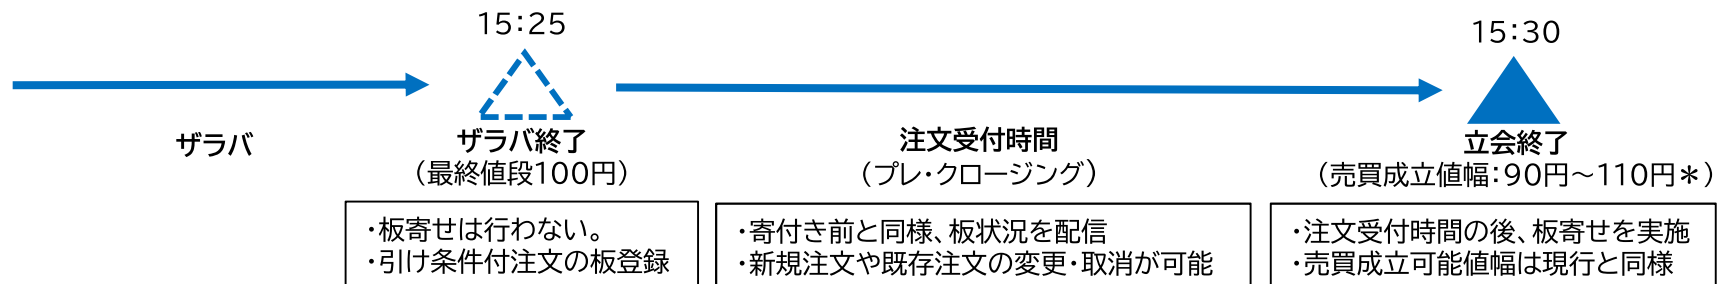 15:25
15:30
ザラバ
ザラバ終了
(最終値段100円)
注文受付時間
(プレ・クロージング)
立会終了
(売買成立値幅:90円～110円＊)
・板寄せは行わない。
・引け条件付注文の板登録
・寄付き前と同様、板状況を配信
・新規注文や既存注文の変更・取消が可能
・注文受付時間の後、板寄せを実施
・売買成立可能値幅は現行と同様